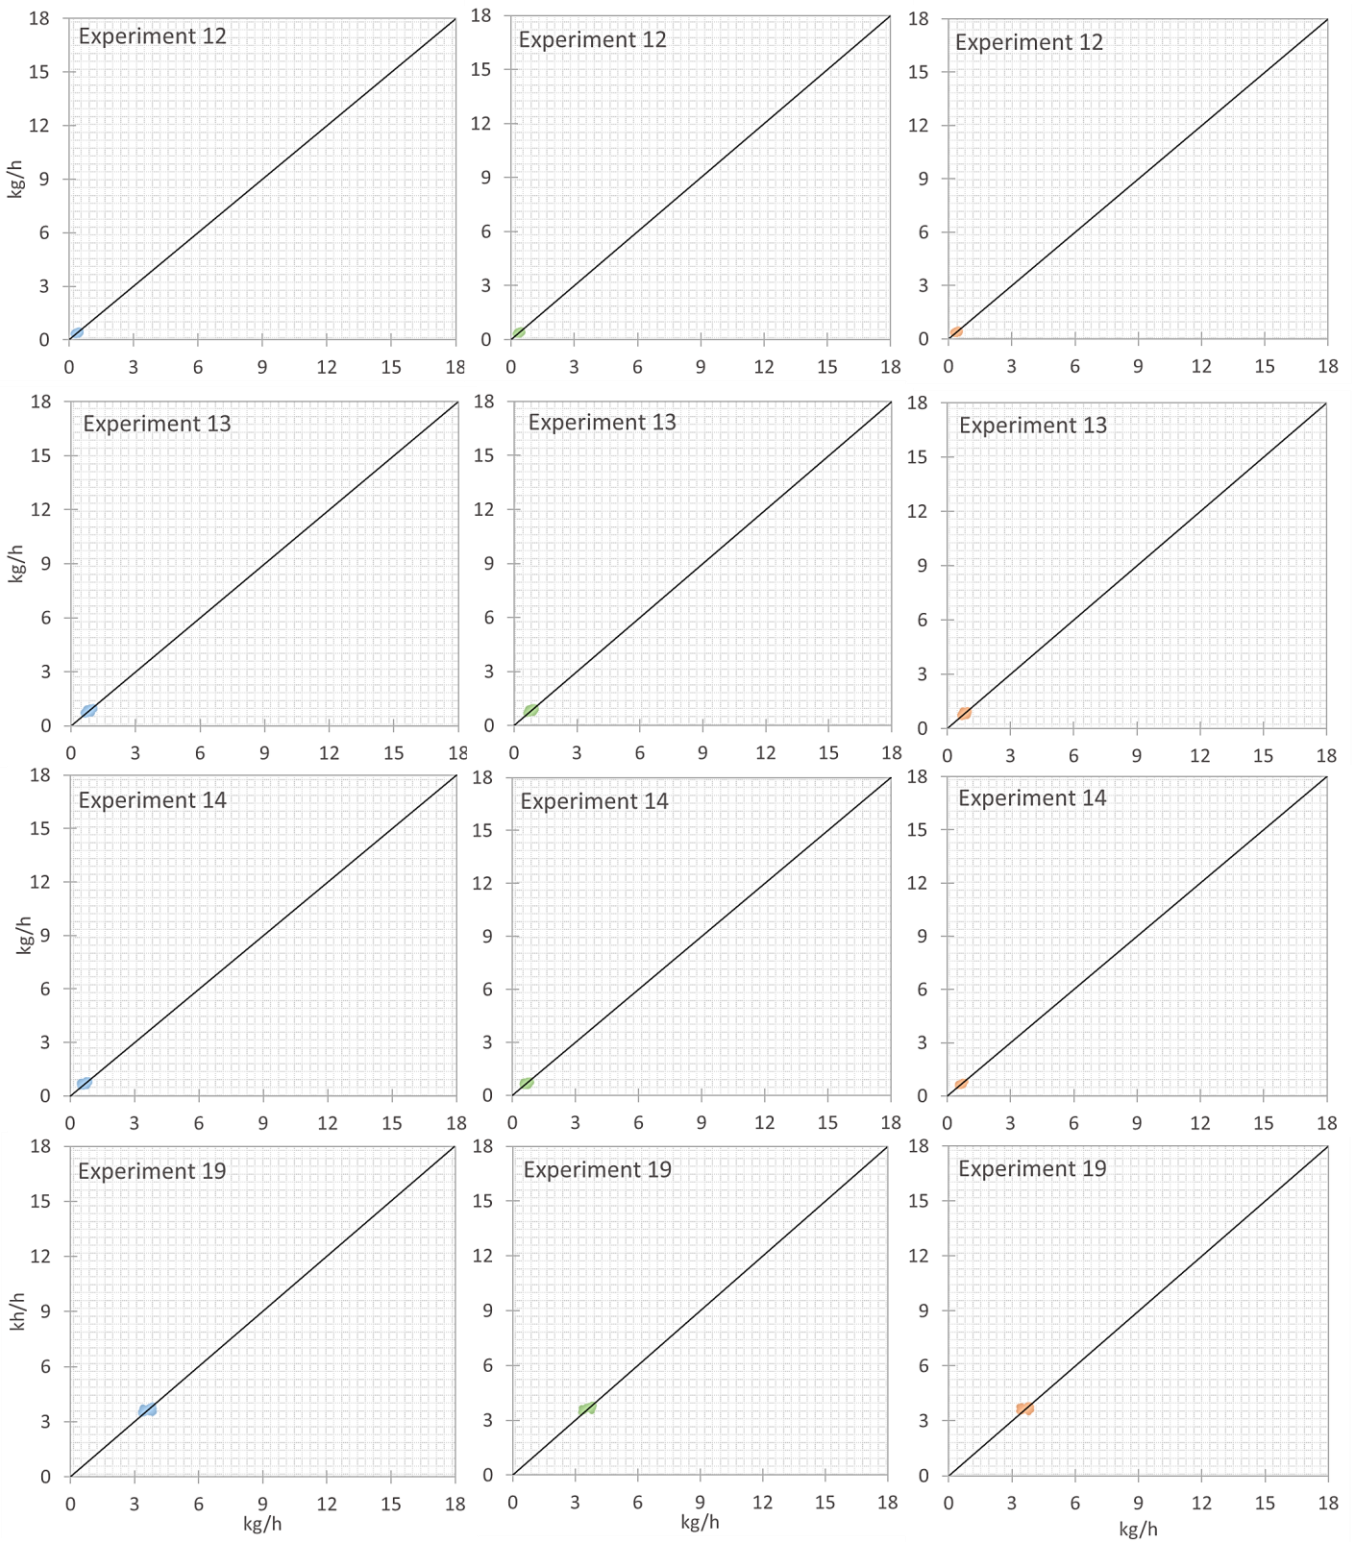 18 18 18
Experiment 12 Experiment 12 Experiment 12
15 15 15
12 12 12
kg/h 9 9 9
6 6 6
3 3 3
0 0 0
0 3 6 9 12 15 18 0 3 6 9 12 15 18 0 3 6 9 12 15 18
18 18 18
Experiment 13 Experiment 13 Experiment 13
15 15 15
12 12 12
kg/h 9 9 9
6 6 6
3 3 3
0 0 0
0 3 6 9 12 15 18 0 3 6 9 12 15 18 0 3 6 9 12 15 18
18 18 18
Experiment 14 Experiment 14 Experiment 14
15 15 15
12 12 12
kg/h 9 9 9
6 6 6
3 3 3
0 0 0
0 3 6 9 12 15 18 0 3 6 9 12 15 18 0 3 6 9 12 15 18
18 18 18
Experiment 19 Experiment 19 Experiment 19
15 15 15
12 12 12
kh/h 9 9 9
6 6 6
3 3 3
0 0 0
0 3 6 9 12 15 18 0 3 6 9 12 15 18 0 3 6 9 12 15 18
kg/h kg/h kg/h